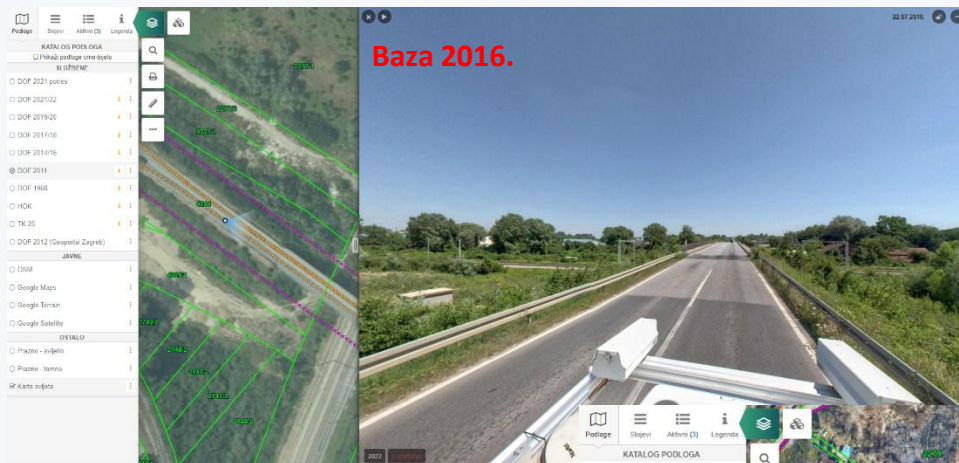 Podloge
Slojevi
Aktivni (3)
Legenda
KATALOG PODLOGA
Prikaži podloge crno-bijelo
SLUŽBENE
DOF 2021 potres
DOF 2021/22
DOF 2019/20
DOF 2017/18
DOF 2014/16
DOF 2011
DOF 1968
HOK
TK 25
DOF 2012 (Geoportal Zagreb)
JAVNE
OSM
Google Maps
Google Terrain
Google Satellite
OSTALO
Prazno - svijetlo
Prazno - tamno
Karta svijeta
Baza 2016.
2022
Podloge
Slojevi
Aktivni (3)
Legenda
KATALOG PODLOGA